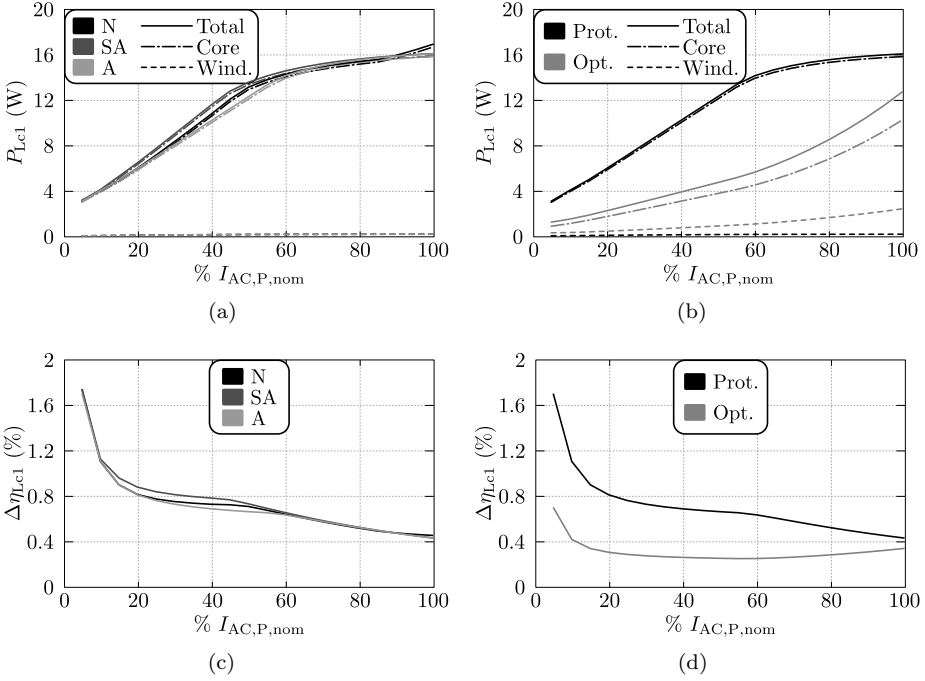 20
16
12
8
4
0
P_Lc1 (W)
N
SA
A
Total
Core
Wind.
0 20 40 60 80 100
% I_AC,P,nom
(a)
20
16
12
8
4
0
P_Lc1 (W)
Prot.
Opt.
Total
Core
Wind.
0 20 40 60 80 100
% I_AC,P,nom
(b)
2
1.6
1.2
0.8
0.4
0
Δη_Lc1 (%)
N
SA
A
0 20 40 60 80 100
% I_AC,P,nom
(c)
2
1.6
1.2
0.8
0.4
0
Δη_Lc1 (%)
Prot.
Opt.
0 20 40 60 80 100
% I_AC,P,nom
(d)